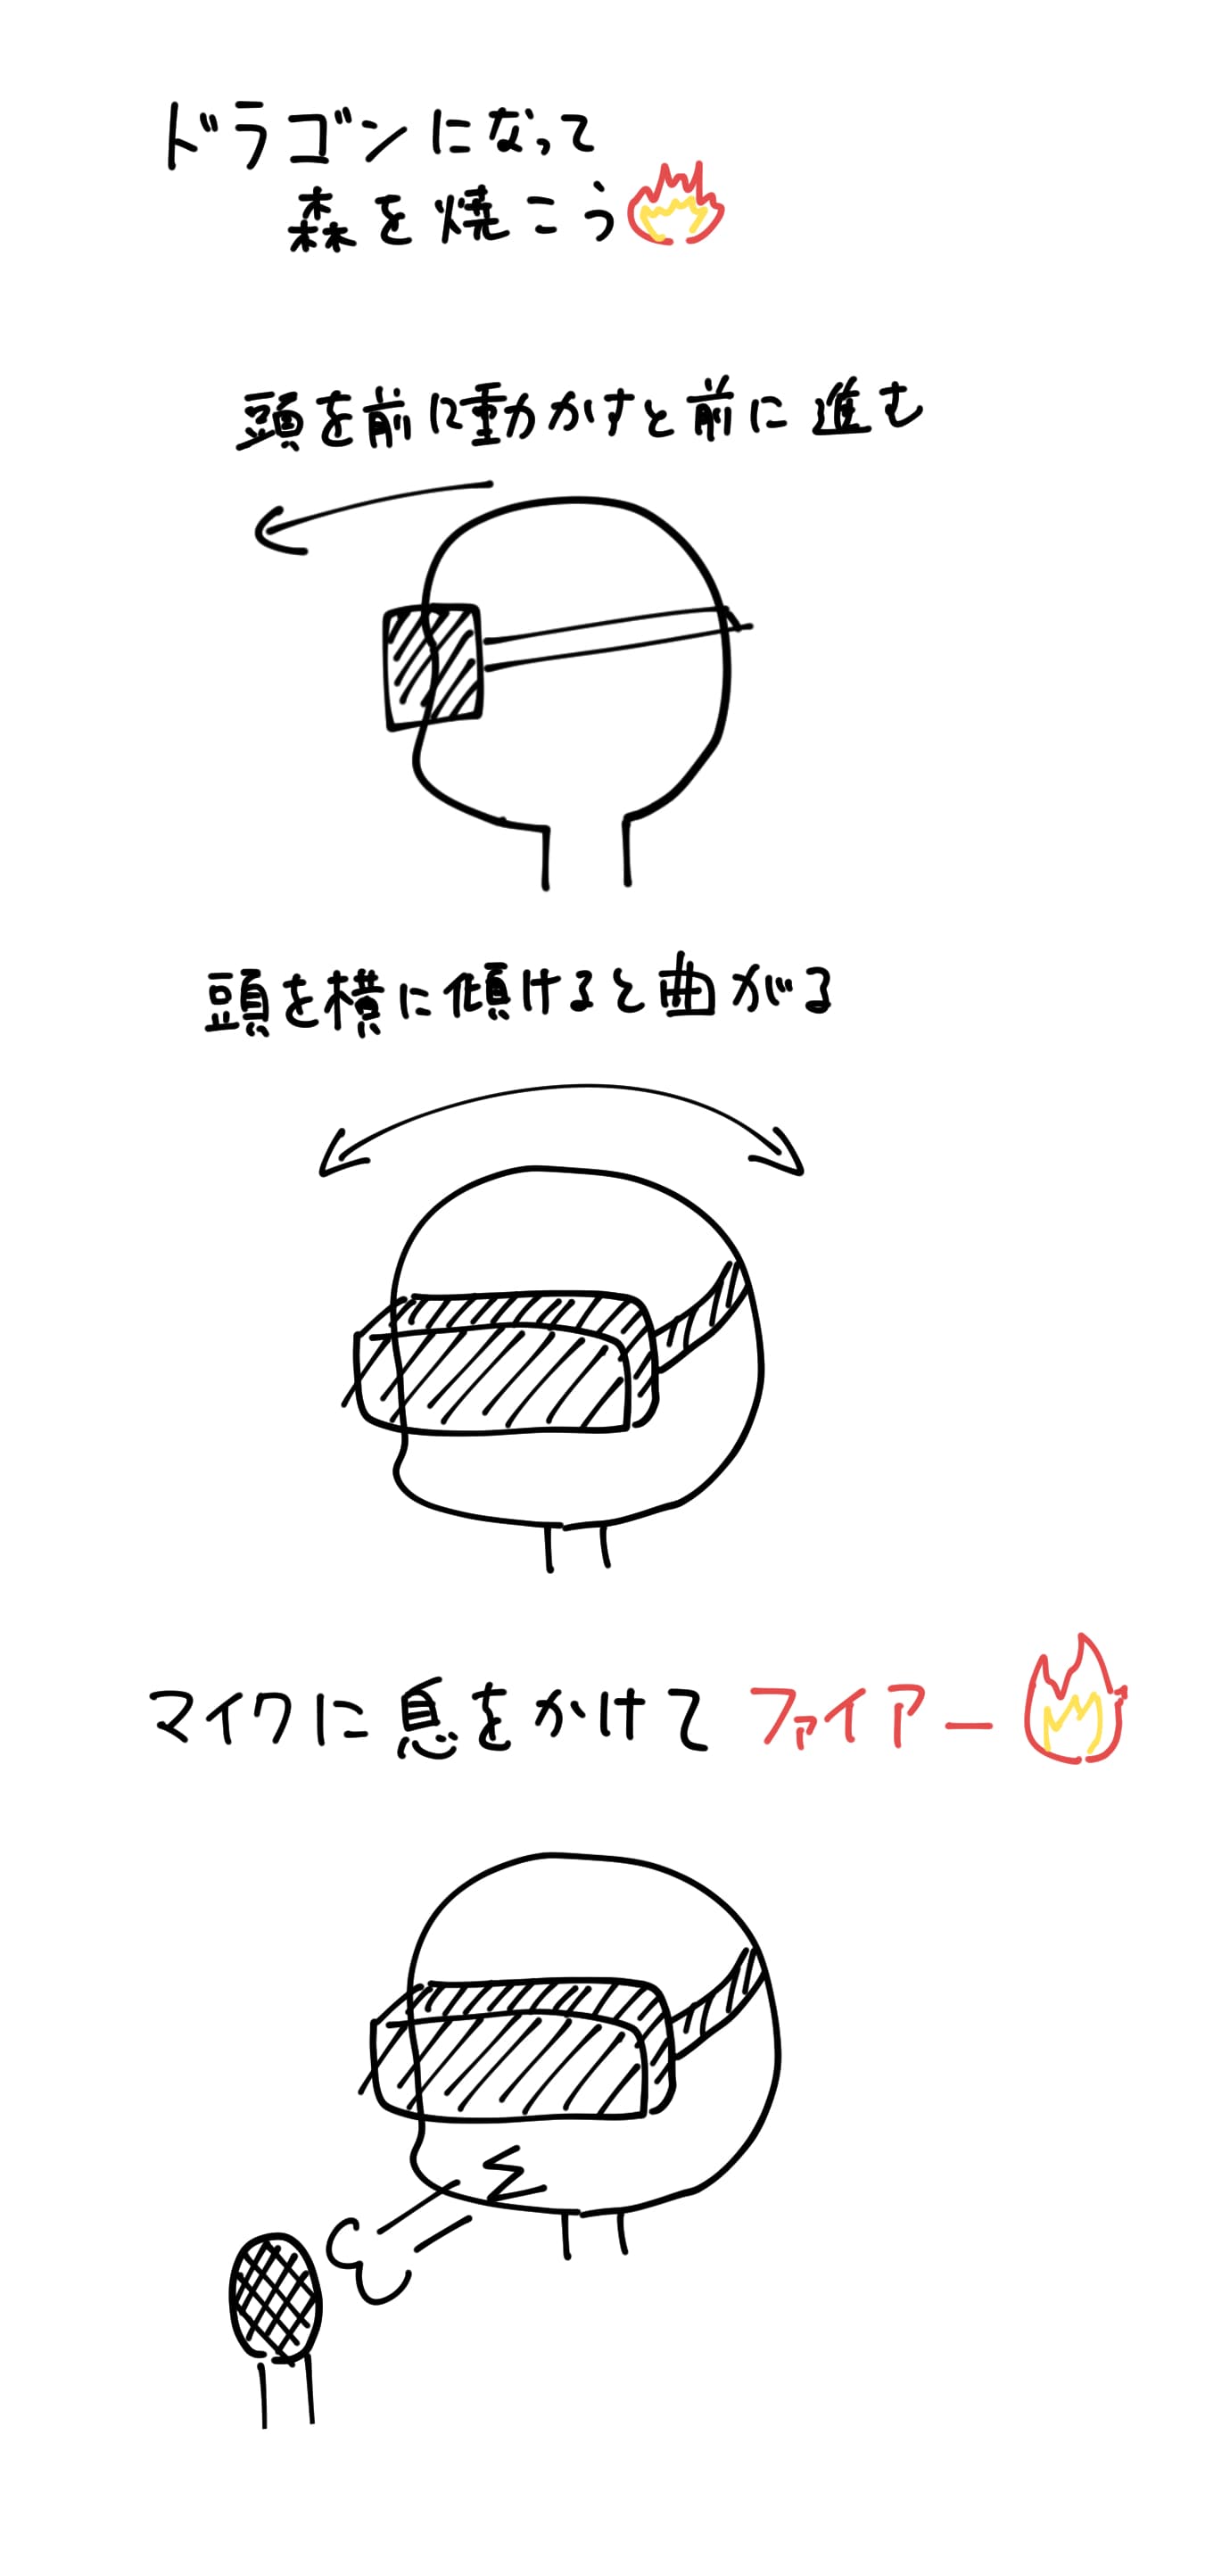 ドラゴンになって
森を焼こう
頭を前に動かすと前に進む
頭を横に傾けると曲がる
マイクに息をかけてファイアー